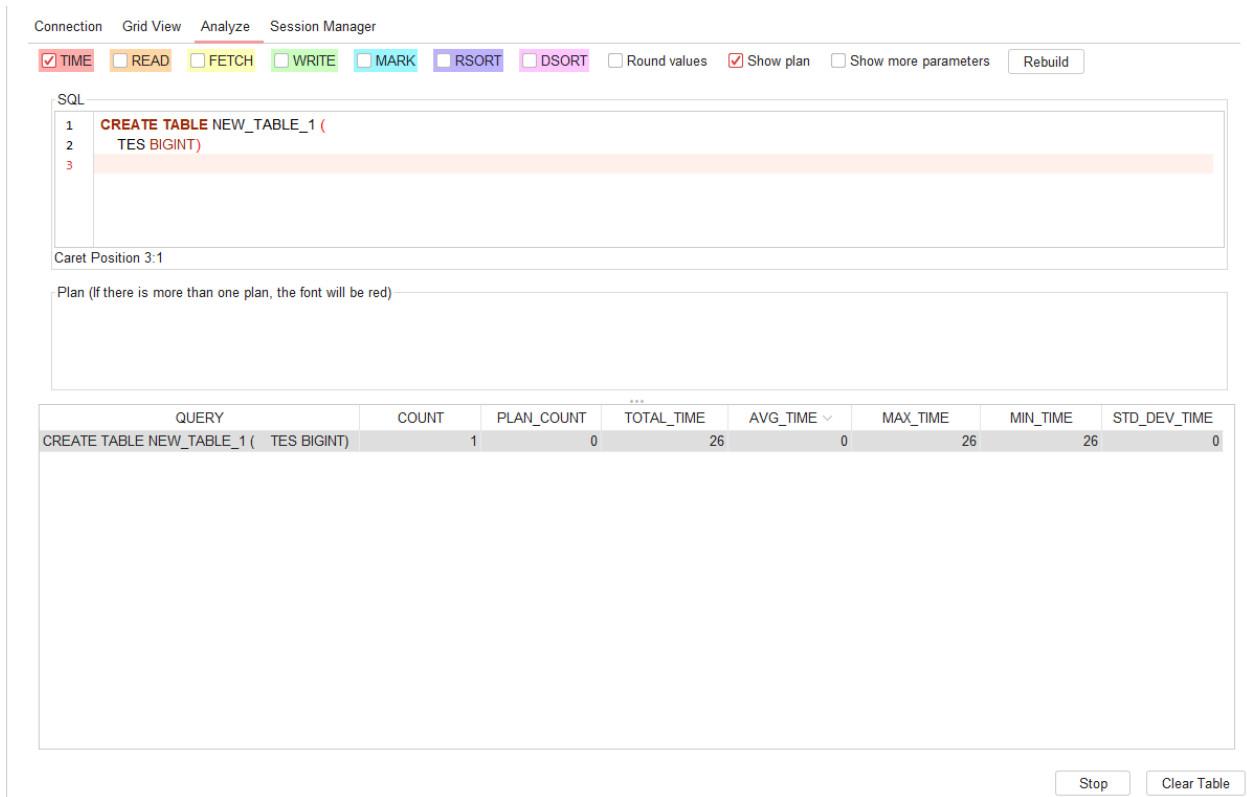 Connection Grid View Analyze Session Manager
TIME READ FETCH WRITE MARK RSORT DSORT Round values Show plan Show more parameters Rebuild
SQL
1 CREATE TABLE NEW_TABLE_1 (
2 TES BIGINT)
3
Caret Position 3:1
Plan (If there is more than one plan, the font will be red)
QUERY COUNT PLAN_COUNT TOTAL_TIME AVG_TIME MAX_TIME MIN_TIME STD_DEV_TIME
CREATE TABLE NEW_TABLE_1 ( TES BIGINT) 1 0 26 0 26 26 0
Stop Clear Table